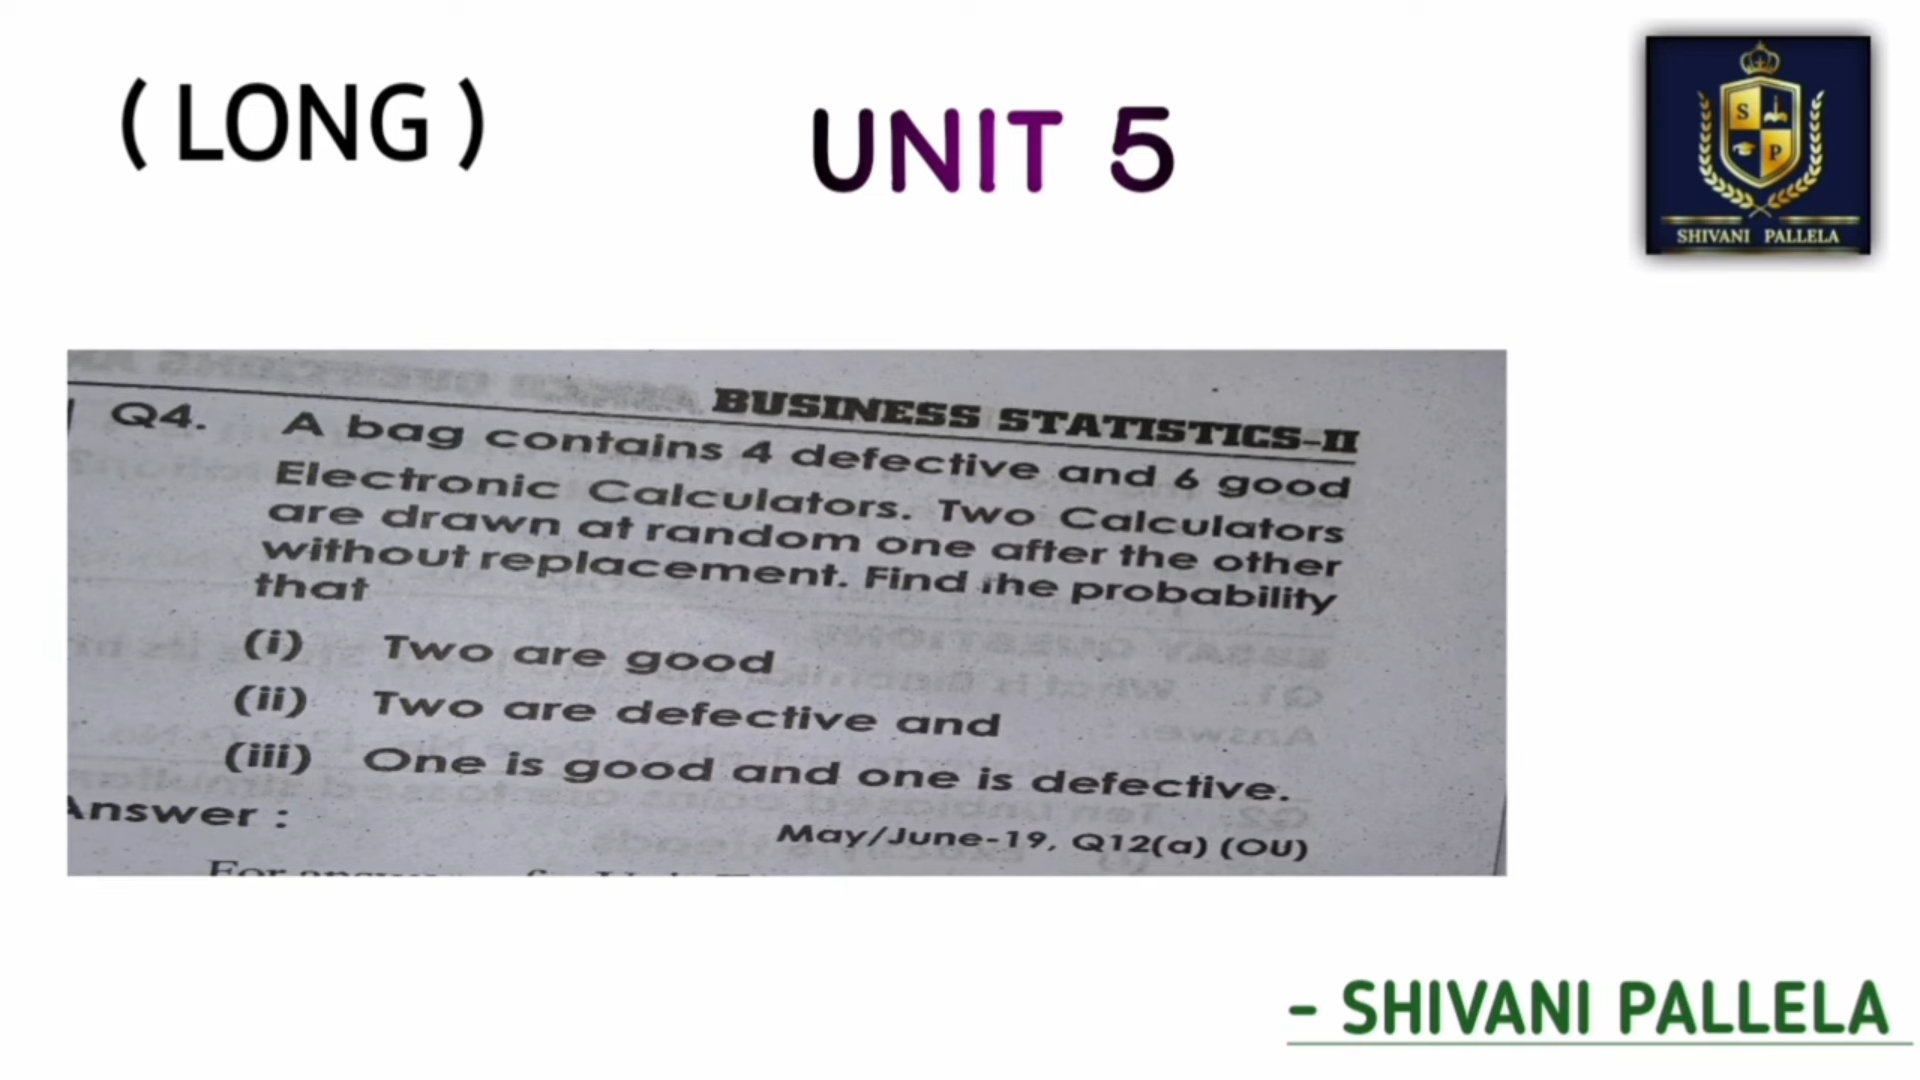 ( LONG )
UNIT 5
S
P
SHIVANI PALLELA
BUSINESS STATISTICS-II
Q4. A bag contains 4 defective and 6 good
Electronic Calculators. Two Calculators
are drawn at random one after the other
without replacement. Find the probability
that
(i) Two are good
(ii) Two are defective and
(iii) One is good and one is defective.
Answer :
May/June-19, Q12(a) (OU)
- SHIVANI PALLELA